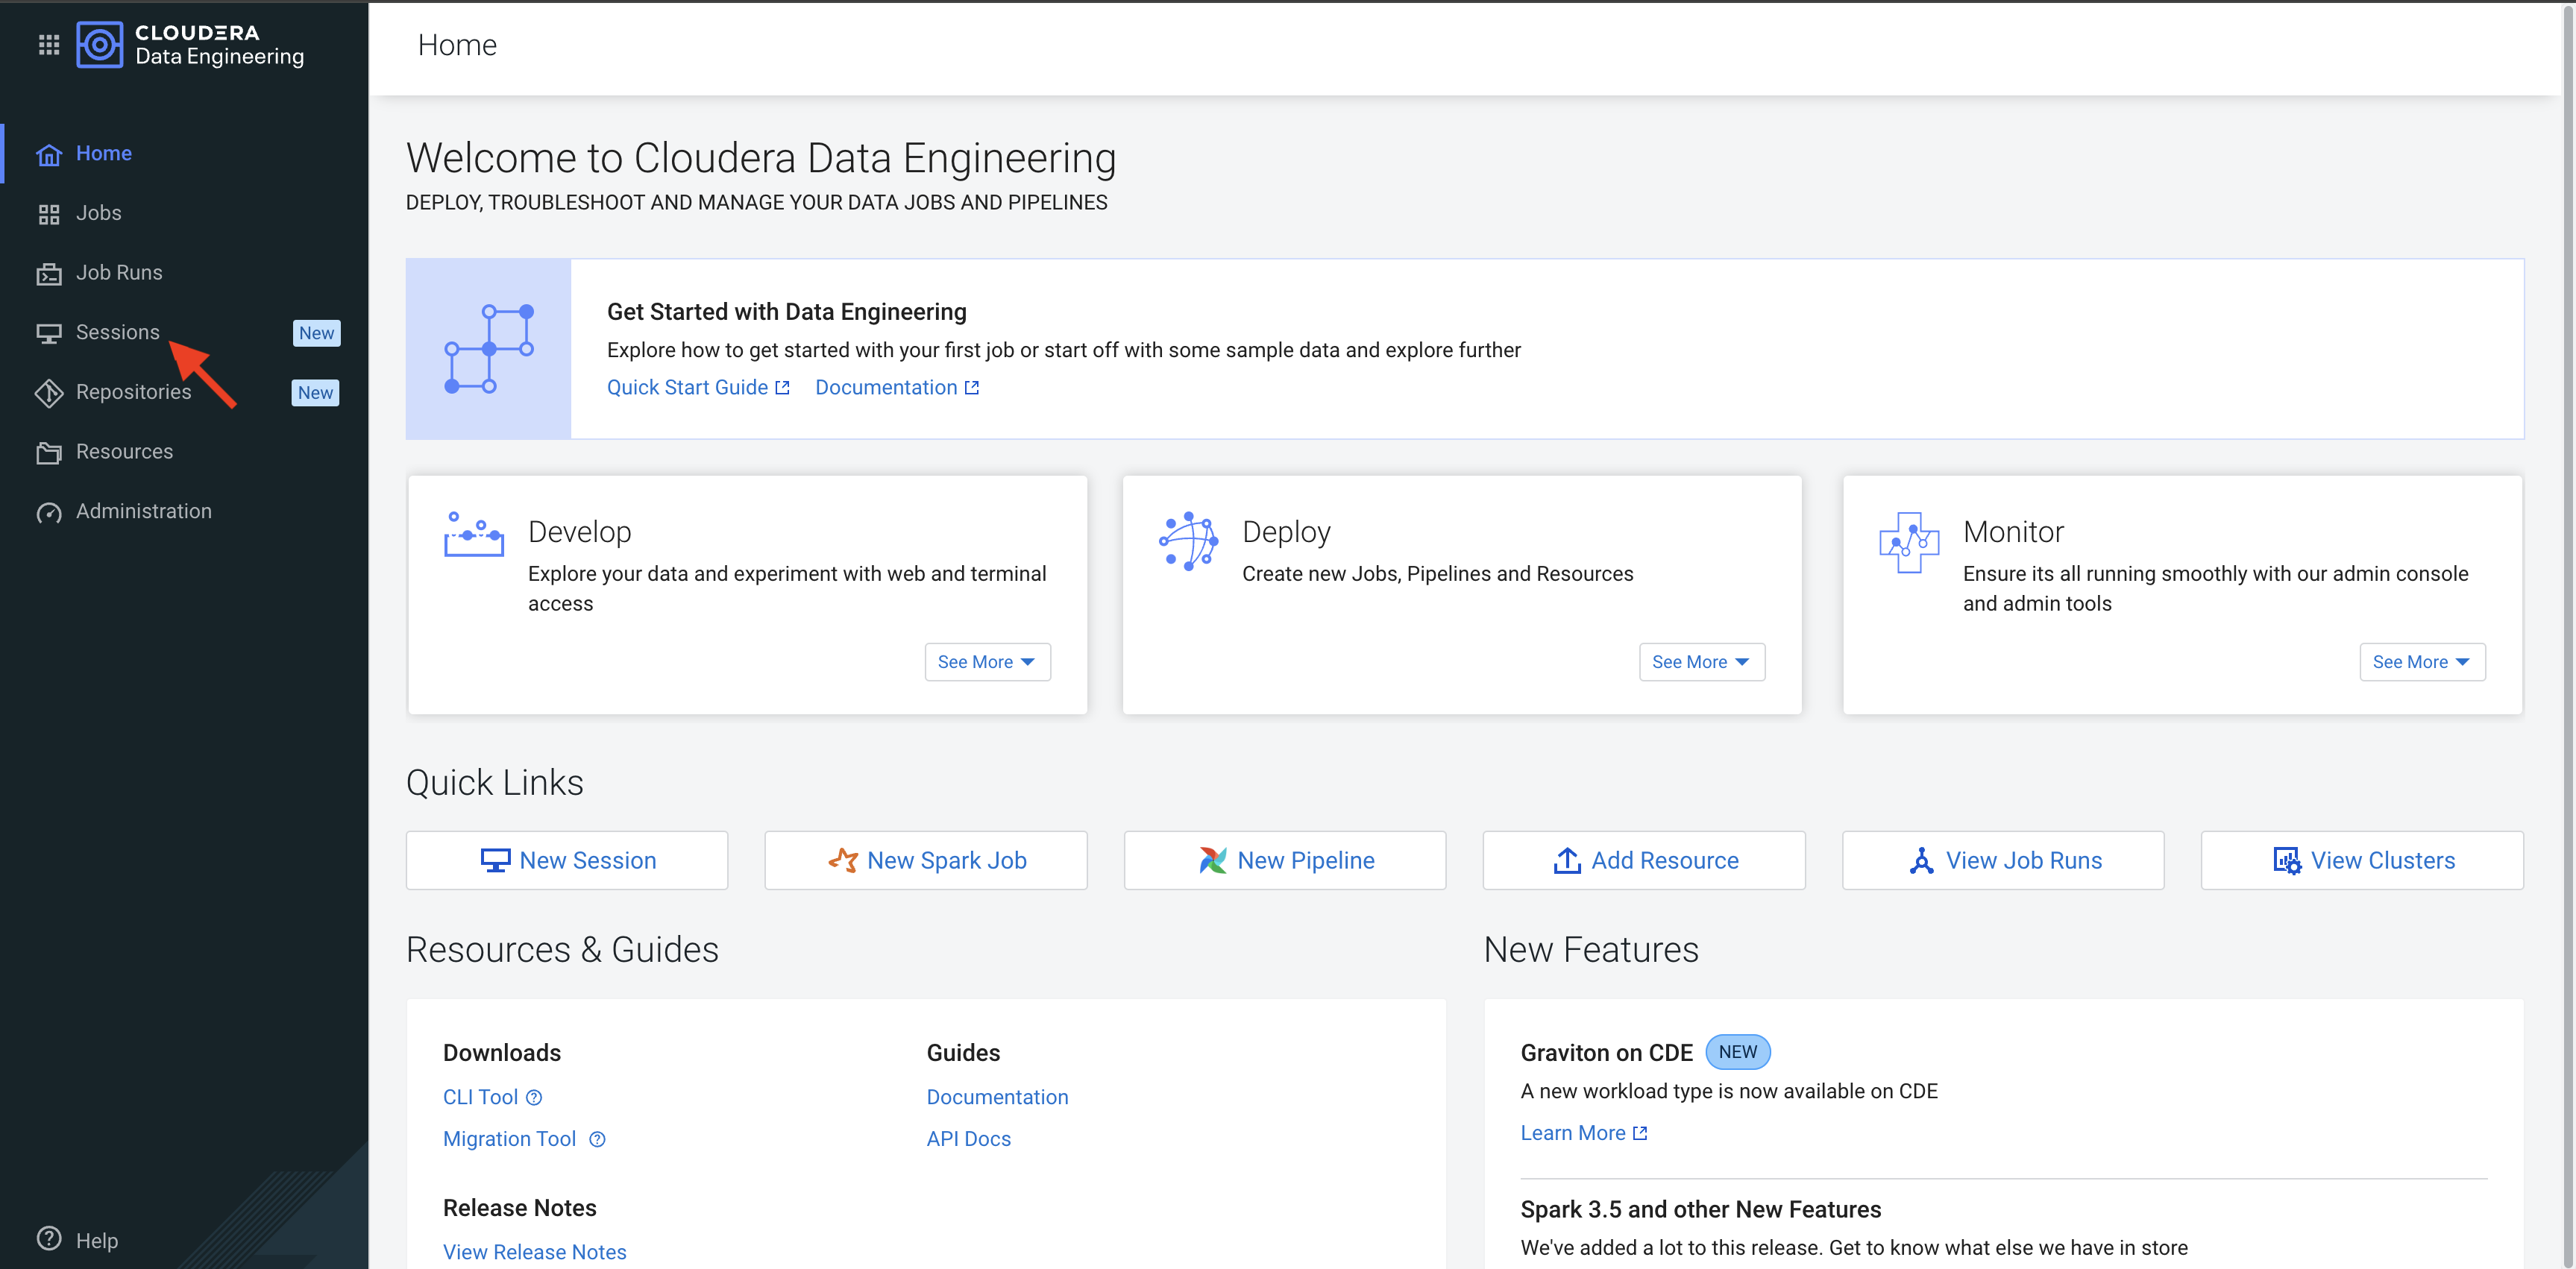 CLOUDERA
Data Engineering
Home
Jobs
Job Runs
Sessions New
Repositories New
Resources
Administration
Help
Home
Welcome to Cloudera Data Engineering
DEPLOY, TROUBLESHOOT AND MANAGE YOUR DATA JOBS AND PIPELINES
Get Started with Data Engineering
Explore how to get started with your first job or start off with some sample data and explore further
Quick Start Guide Documentation
Develop
Explore your data and experiment with web and terminal
access
See More
Deploy
Create new Jobs, Pipelines and Resources
See More
Monitor
Ensure its all running smoothly with our admin console
and admin tools
See More
Quick Links
New Session New Spark Job New Pipeline Add Resource View Job Runs View Clusters
Resources & Guides
Downloads
CLI Tool
Migration Tool
Guides
Documentation
API Docs
Release Notes
View Release Notes
New Features
Graviton on CDE NEW
A new workload type is now available on CDE
Learn More
Spark 3.5 and other New Features
We've added a lot to this release. Get to know what else we have in store